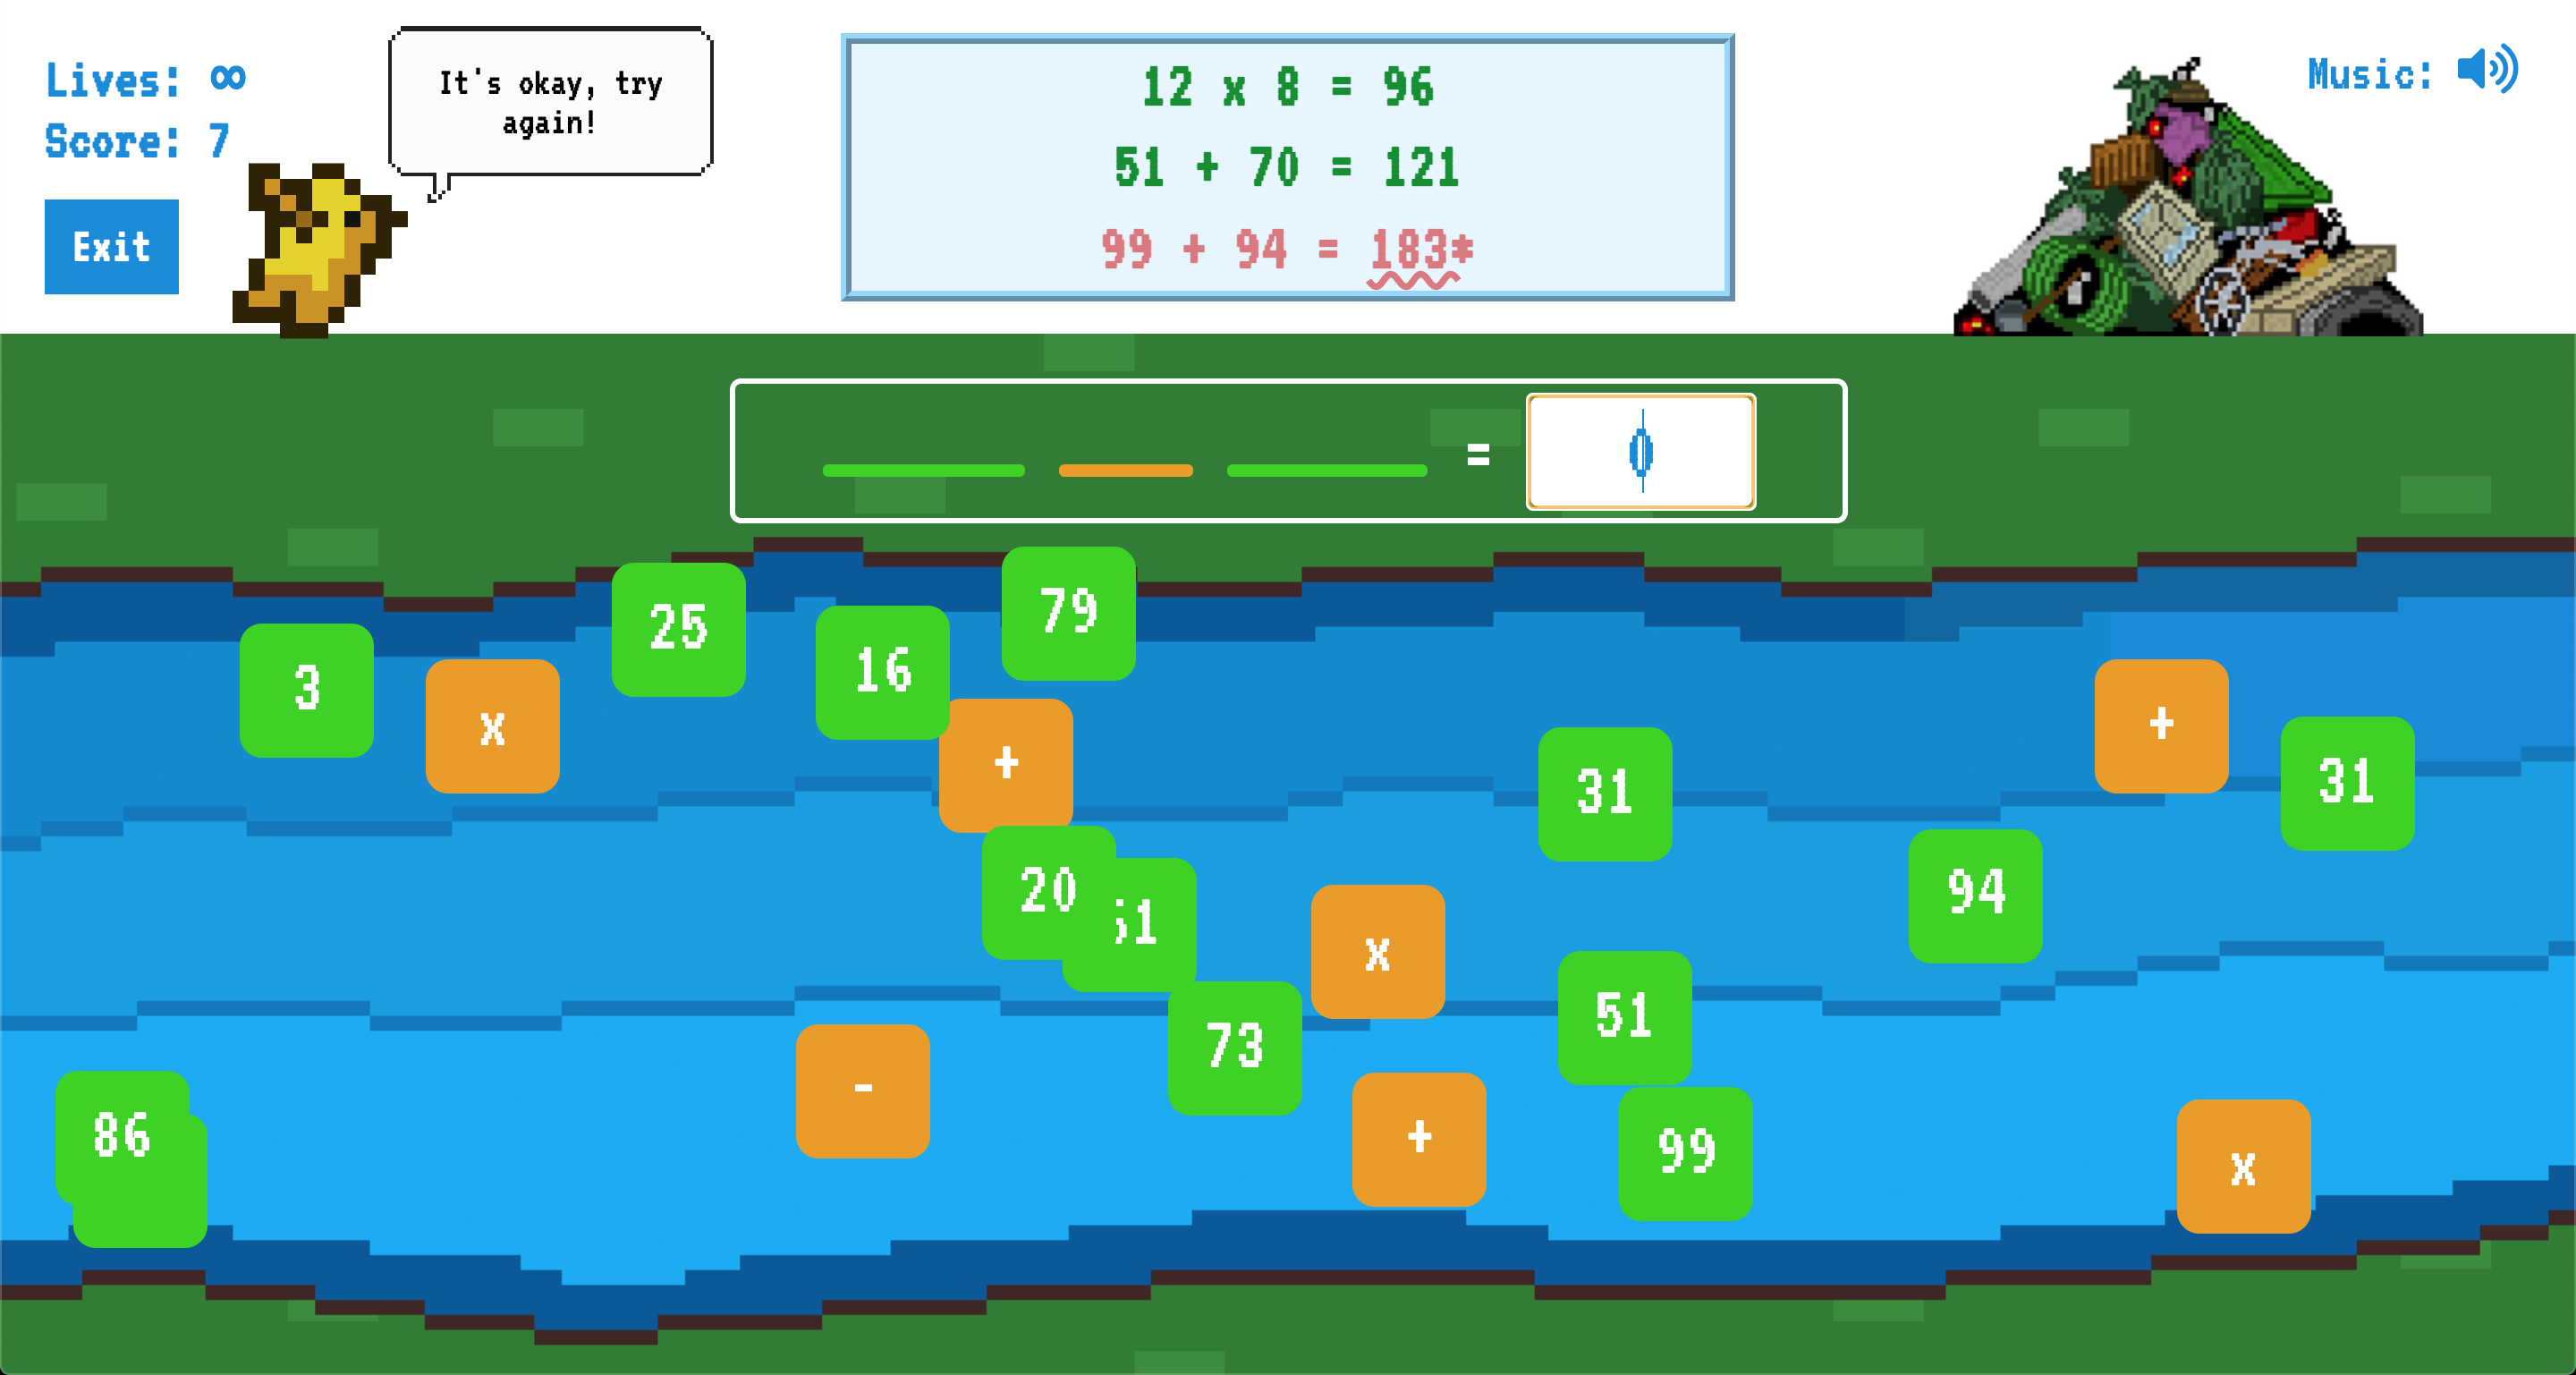 Lives: ∞
Score: 7
Exit
It's okay, try
again!
12 x 8 = 96
51 + 70 = 121
99 + 94 = 183*
Music:
= 0
79
25
16
3
x
+
+
31
31
20
94
x
51
73
-
86
+
99
x